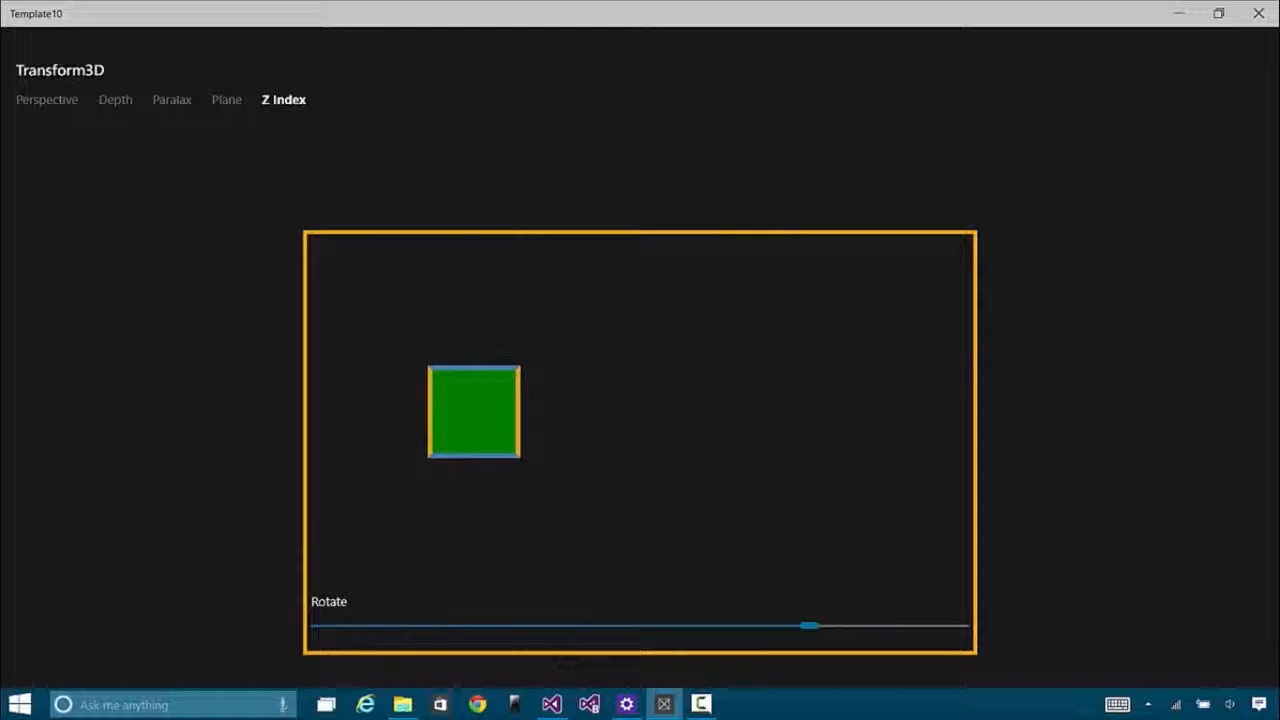 Template10
Transform3D
Perspective Depth Paralax Plane Z Index
Rotate
Ask me anything